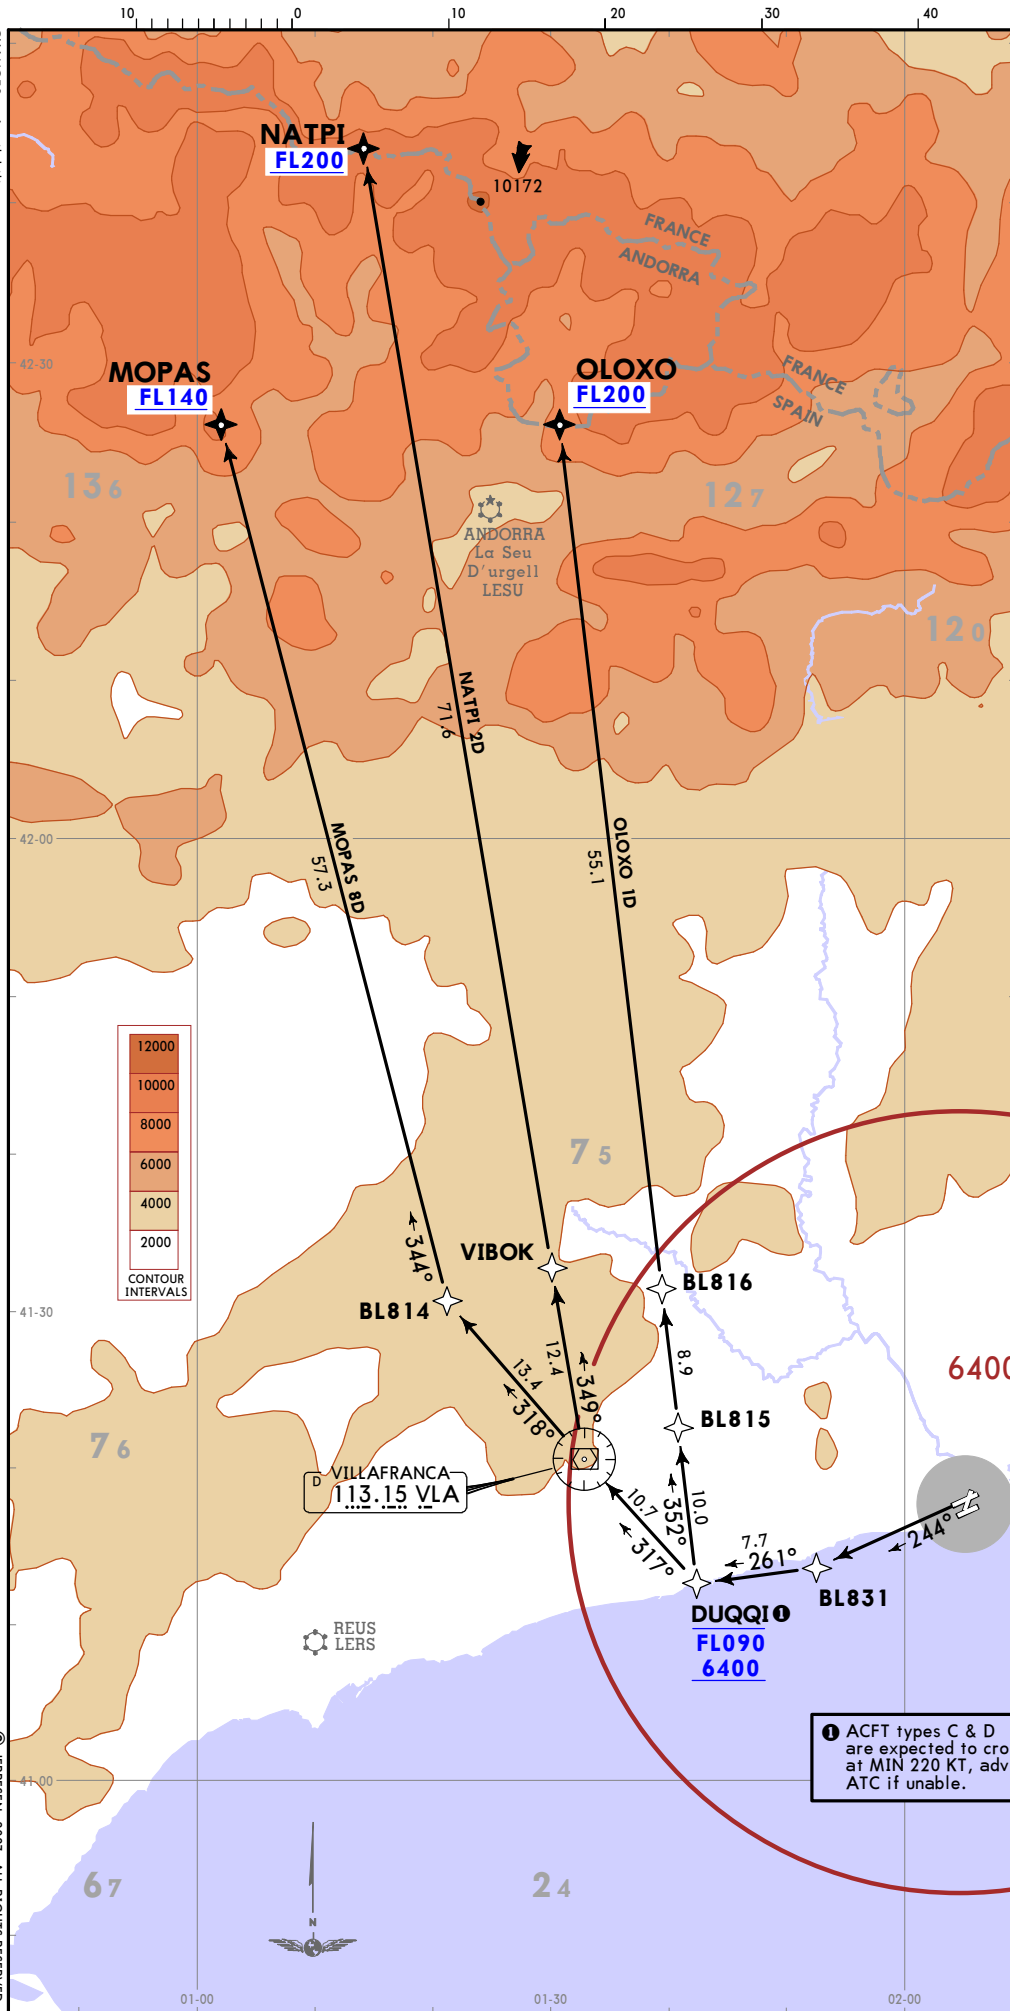 10 0 10 20 30 40
NATPI
FL200
10172
FRANCE
ANDORRA
42-30
MOPAS
FL140
OLOXO
FL200
FRANCE
SPAIN
136
127
ANDORRA
La Seu
D'urgell
LESU
120
NATPI 2D
71.6
42-00
MOPAS 8D
57.3
OLOXO 1D
55.1
12000
10000
8000
6000
4000
2000
CONTOUR
INTERVALS
75
344°
VIBOK
BL816
BL814
41-30
12.4
8.9
13.4
349°
6400
318°
BL815
76
VILLAFRANCA
D 113.15 VLA
10.7
352°
10.0
317°
7.7
261°
244°
BL831
DUQQI 1
FL090
6400
REUS
LERS
1 ACFT types C & D
are expected to cro
at MIN 220 KT, adv
ATC if unable.
41-00
67
24
N
01-00
01-30
02-00